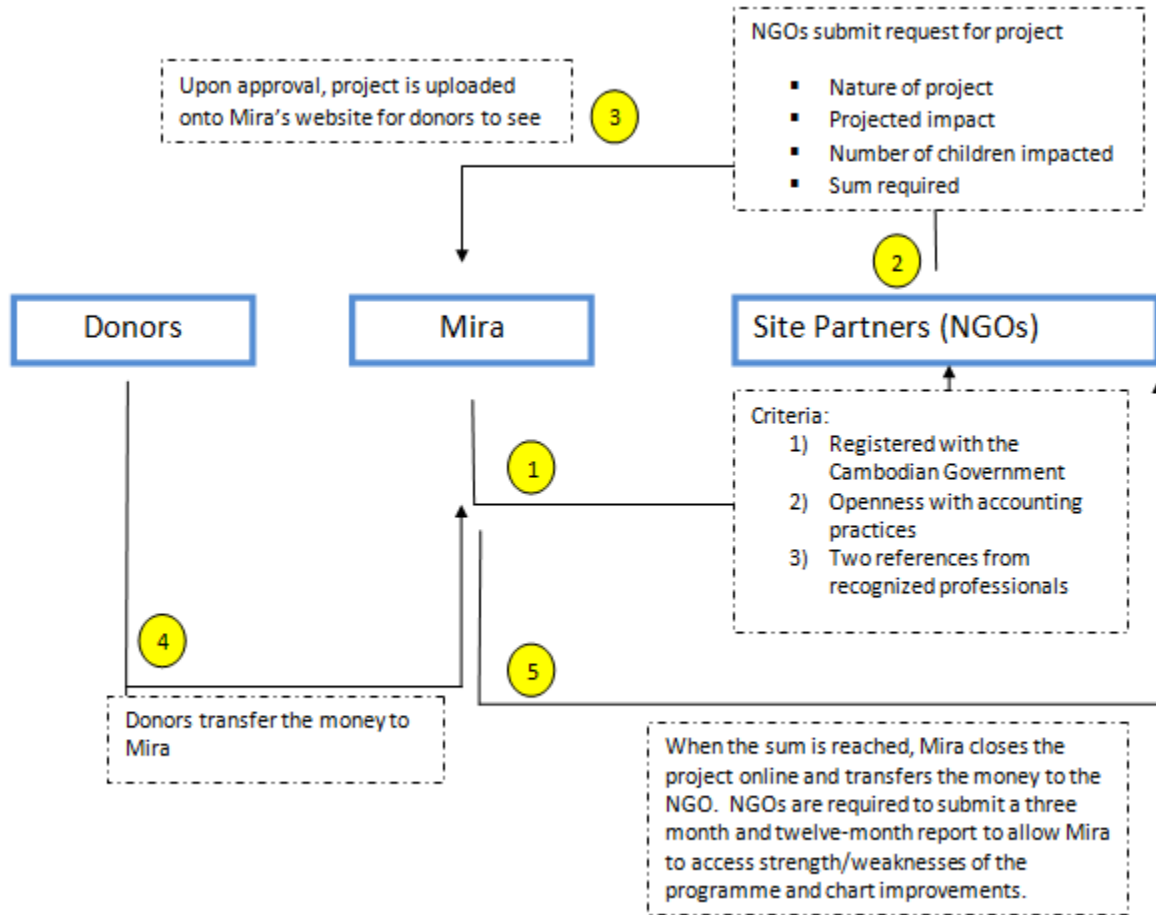 NGOs submit request for project
▪ Nature of project
▪ Projected impact
▪ Number of children impacted
▪ Sum required
Upon approval, project is uploaded
onto Mira's website for donors to see
3
2
Donors
Mira
Site Partners (NGOs)
1
Criteria:
1) Registered with the
Cambodian Government
2) Openness with accounting
practices
3) Two references from
recognized professionals
4
5
Donors transfer the money to
Mira
When the sum is reached, Mira closes the
project online and transfers the money to the
NGO.  NGOs are required to submit a three
month and twelve-month report to allow Mira
to access strength/weaknesses of the
programme and chart improvements.